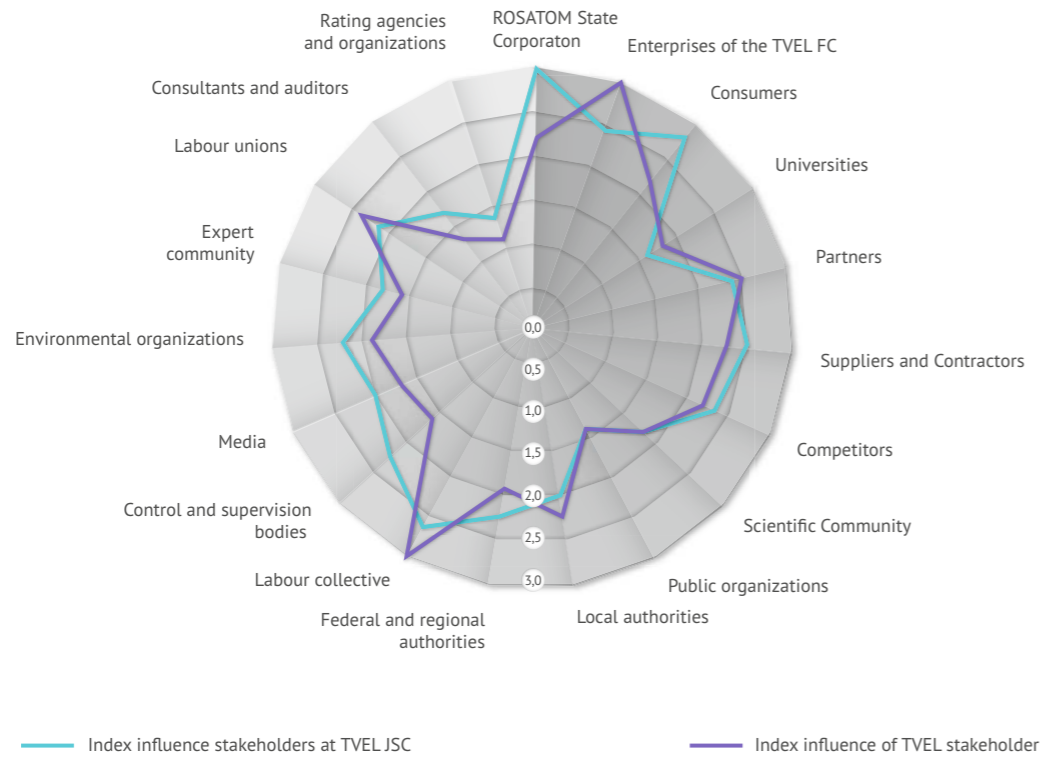 Rating agencies
and organizations
ROSATOM State
Corporaton
Enterprises of the TVEL FC
Consultants and auditors
Consumers
Labour unions
Universities
Expert
community
Partners
Environmental organizations
Suppliers and Contractors
Media
Competitors
Control and supervision
bodies
Scientific Community
Labour collective
Public organizations
Federal and regional
authorities
Local authorities
0,0
0,5
1,0
1,5
2,0
2,5
3,0
Index influence stakeholders at TVEL JSC
Index influence of TVEL stakeholder